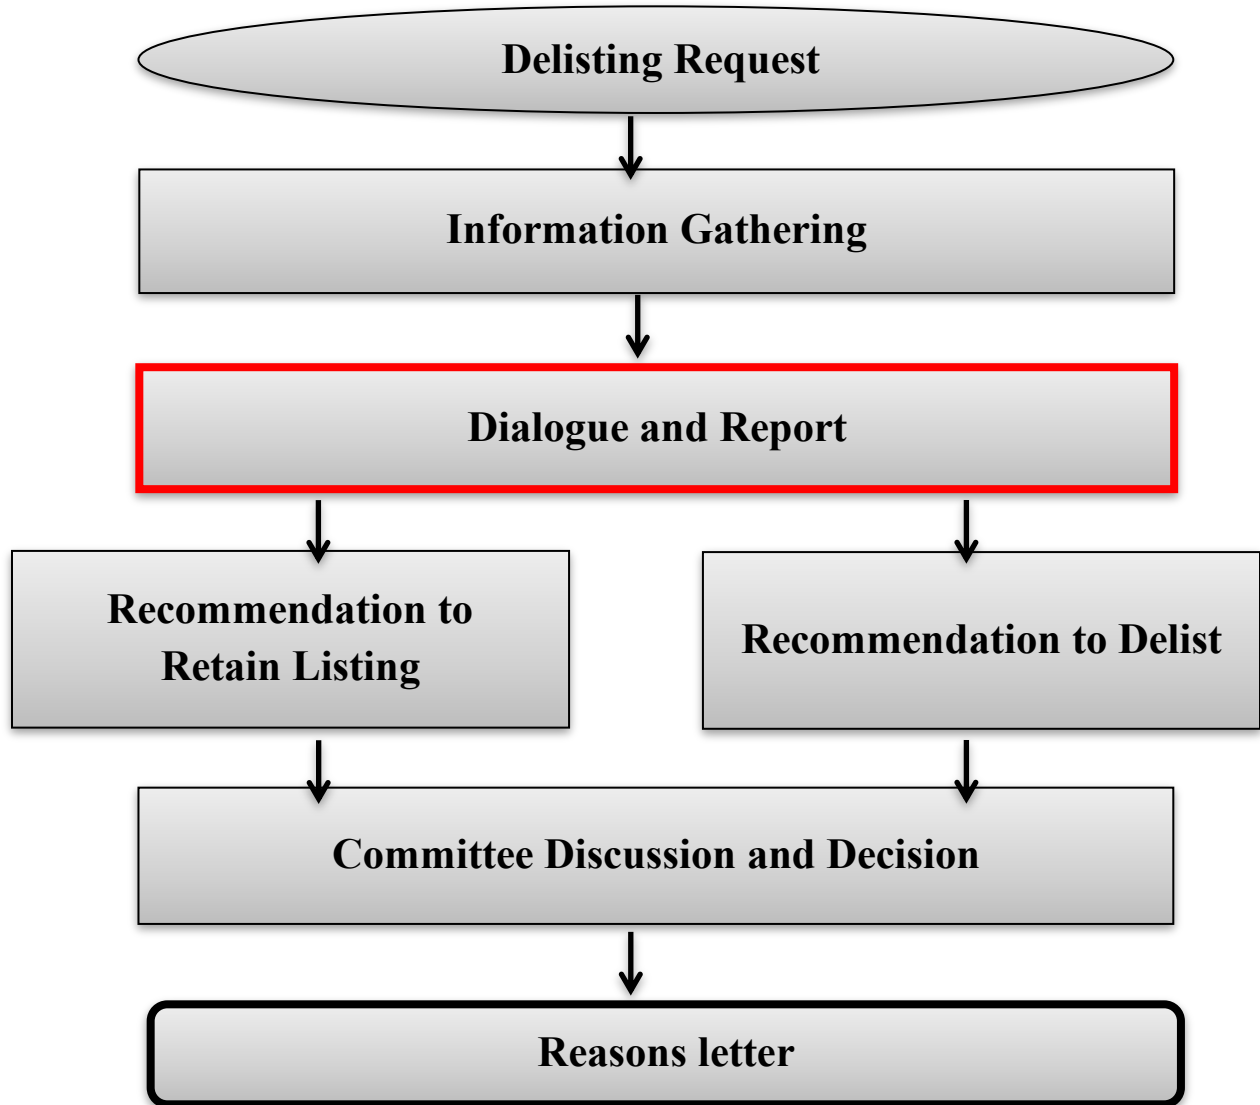 Delisting Request
Information Gathering
Dialogue and Report
Recommendation to
Retain Listing
Recommendation to Delist
Committee Discussion and Decision
Reasons letter